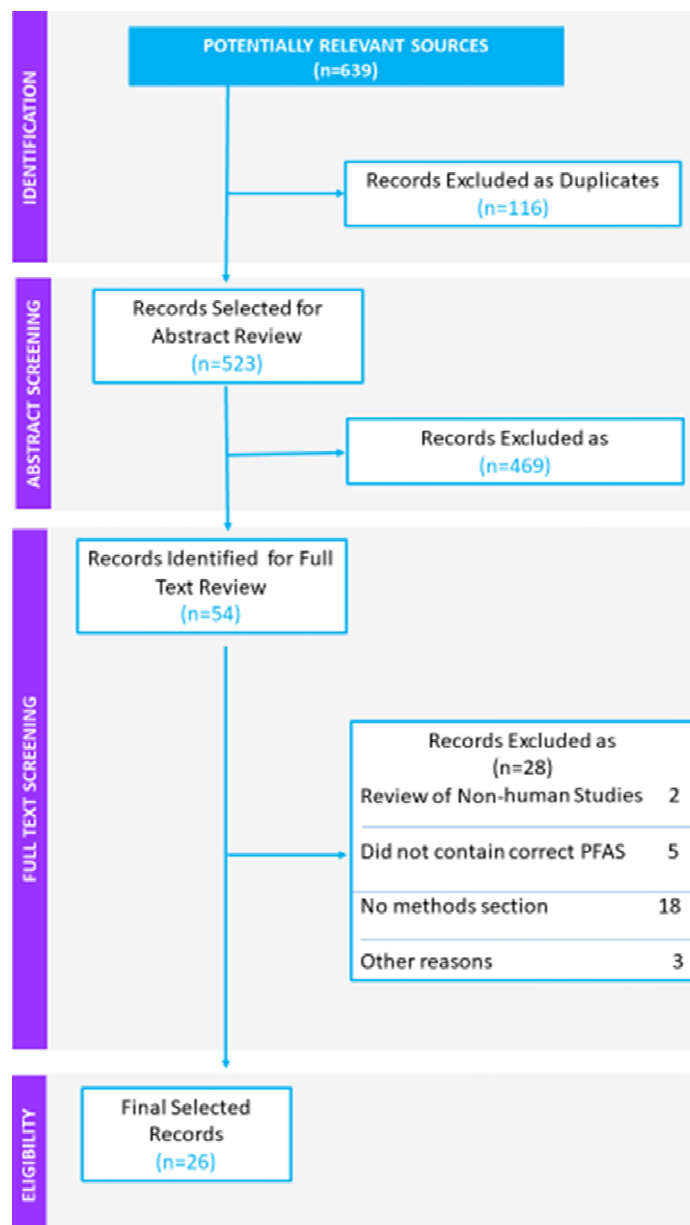 IDENTIFICATION
POTENTIALLY RELEVANT SOURCES
(n=639)
Records Excluded as Duplicates
(n=116)
ABSTRACT SCREENING
Records Selected for
Abstract Review
(n=523)
Records Excluded as
(n=469)
FULL TEXT SCREENING
Records Identified for Full
Text Review
(n=54)
Records Excluded as
(n=28)
Review of Non-human Studies 2
Did not contain correct PFAS 5
No methods section 18
Other reasons 3
ELIGIBILITY
Final Selected
Records
(n=26)